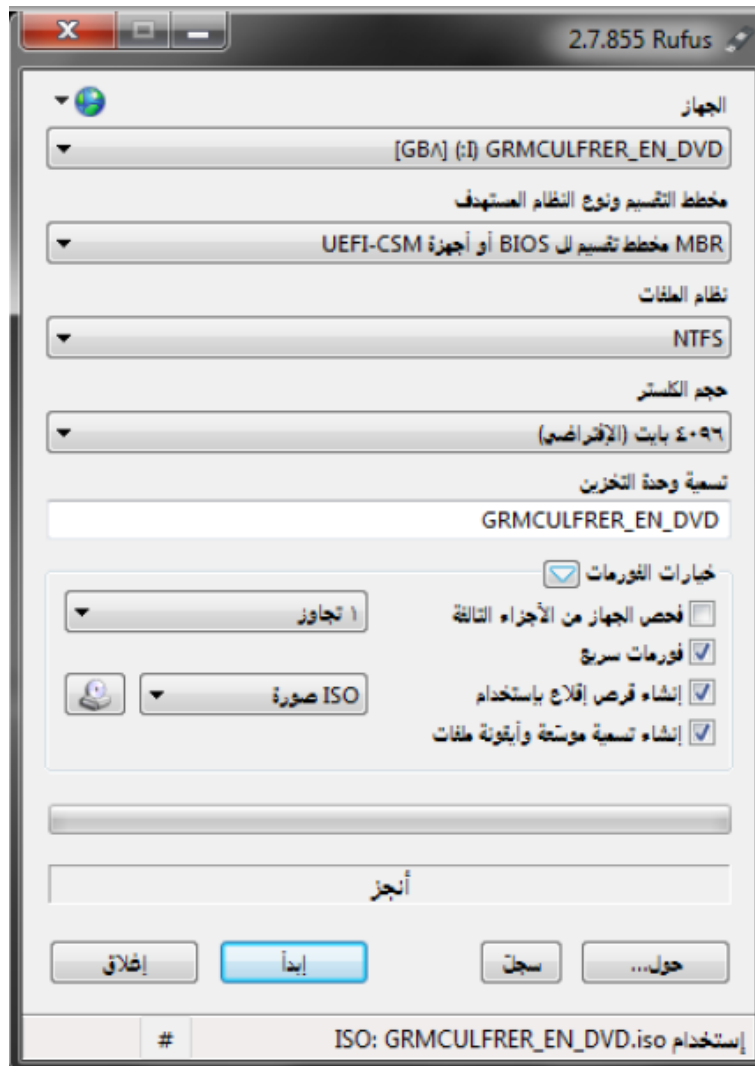 2.7.855 Rufus
الجهاز
[GB٨] (:I) GRMCULFRER_EN_DVD
مخطط التقسيم ونوع النظام المستهدف
MBR مخطط تقسيم لل BIOS أو أجهزة UEFI-CSM
نظام الملفات
NTFS
حجم الكلستر
٤٠٩٦ بايت (الإفتراضي)
تسمية وحدة التخزين
GRMCULFRER_EN_DVD
خيارات الفورمات
فحص الجهاز من الأجزاء التالفة
١ تجاوز
فورمات سريع
إنشاء قرص إقلاع بإستخدام
ISO صورة
إنشاء تسمية موسّعة وأيقونة ملفات
أنجز
حول...
سجلّ
إبدأ
إغلاق
إستخدام ISO: GRMCULFRER_EN_DVD.iso
#